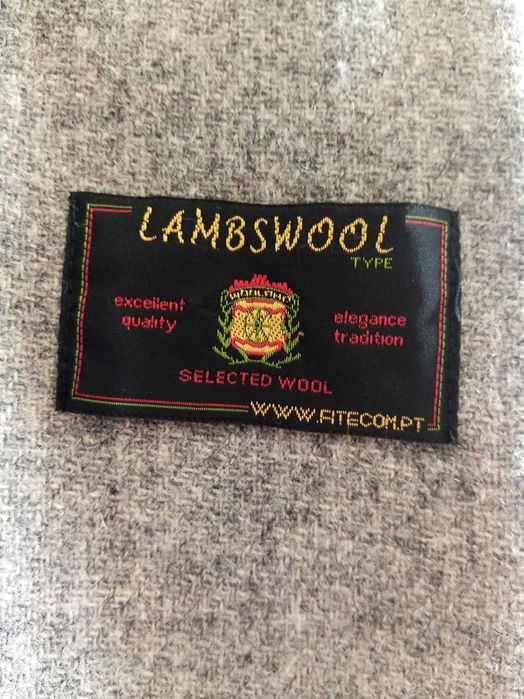 LAMBSWOOL
TYPE
excellent
quality
elegance
tradition
SELECTED WOOL
WWW.FITECOM.PT